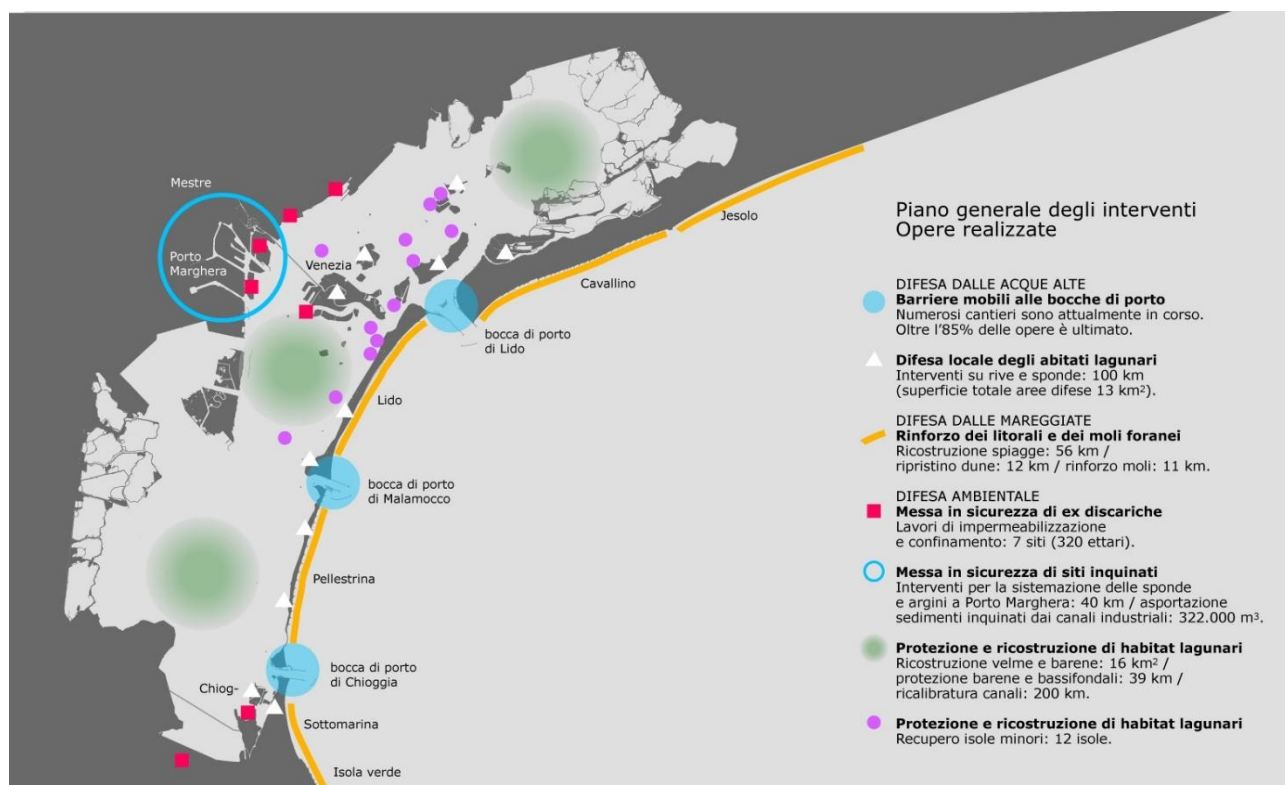 Mestre
Porto
Marghera
Venezia
Jesolo
Cavallino
bocca di porto
di Lido
Lido
bocca di porto
di Malamocco
Pellestrina
bocca di porto
di Chioggia
Chiog-
Sottomarina
Isola verde
Piano generale degli interventi
Opere realizzate
DIFESA DALLE ACQUE ALTE
Barriere mobili alle bocche di porto
Numerosi cantieri sono attualmente in corso.
Oltre l’85% delle opere è ultimato.
Difesa locale degli abitati lagunari
Interventi su rive e sponde: 100 km
(superficie totale aree difese 13 km²).
DIFESA DALLE MAREGGIATE
Rinforzo dei litorali e dei moli foranei
Ricostruzione spiagge: 56 km /
ripristino dune: 12 km / rinforzo moli: 11 km.
DIFESA AMBIENTALE
Messa in sicurezza di ex discariche
Lavori di impermeabilizzazione
e confinamento: 7 siti (320 ettari).
Messa in sicurezza di siti inquinati
Interventi per la sistemazione delle sponde
e argini a Porto Marghera: 40 km / asportazione
sedimenti inquinati dai canali industriali: 322.000 m³.
Protezione e ricostruzione di habitat lagunari
Ricostruzione velme e barene: 16 km² /
protezione barene e bassifondali: 39 km /
ricalibratura canali: 200 km.
Protezione e ricostruzione di habitat lagunari
Recupero isole minori: 12 isole.